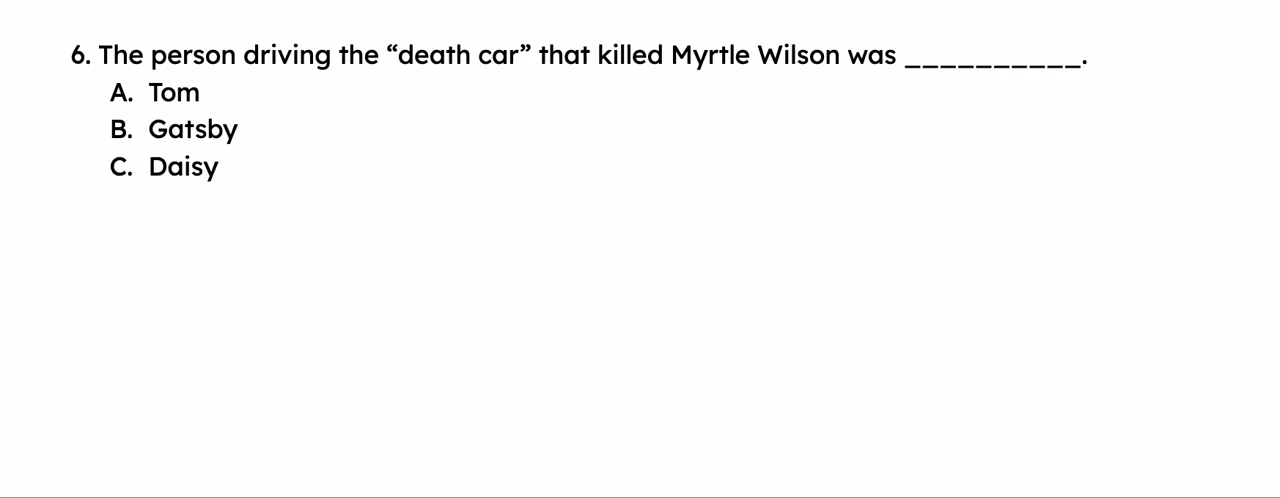 6. The person driving the “death car” that killed Myrtle Wilson was __________.
A. Tom
B. Gatsby
C. Daisy